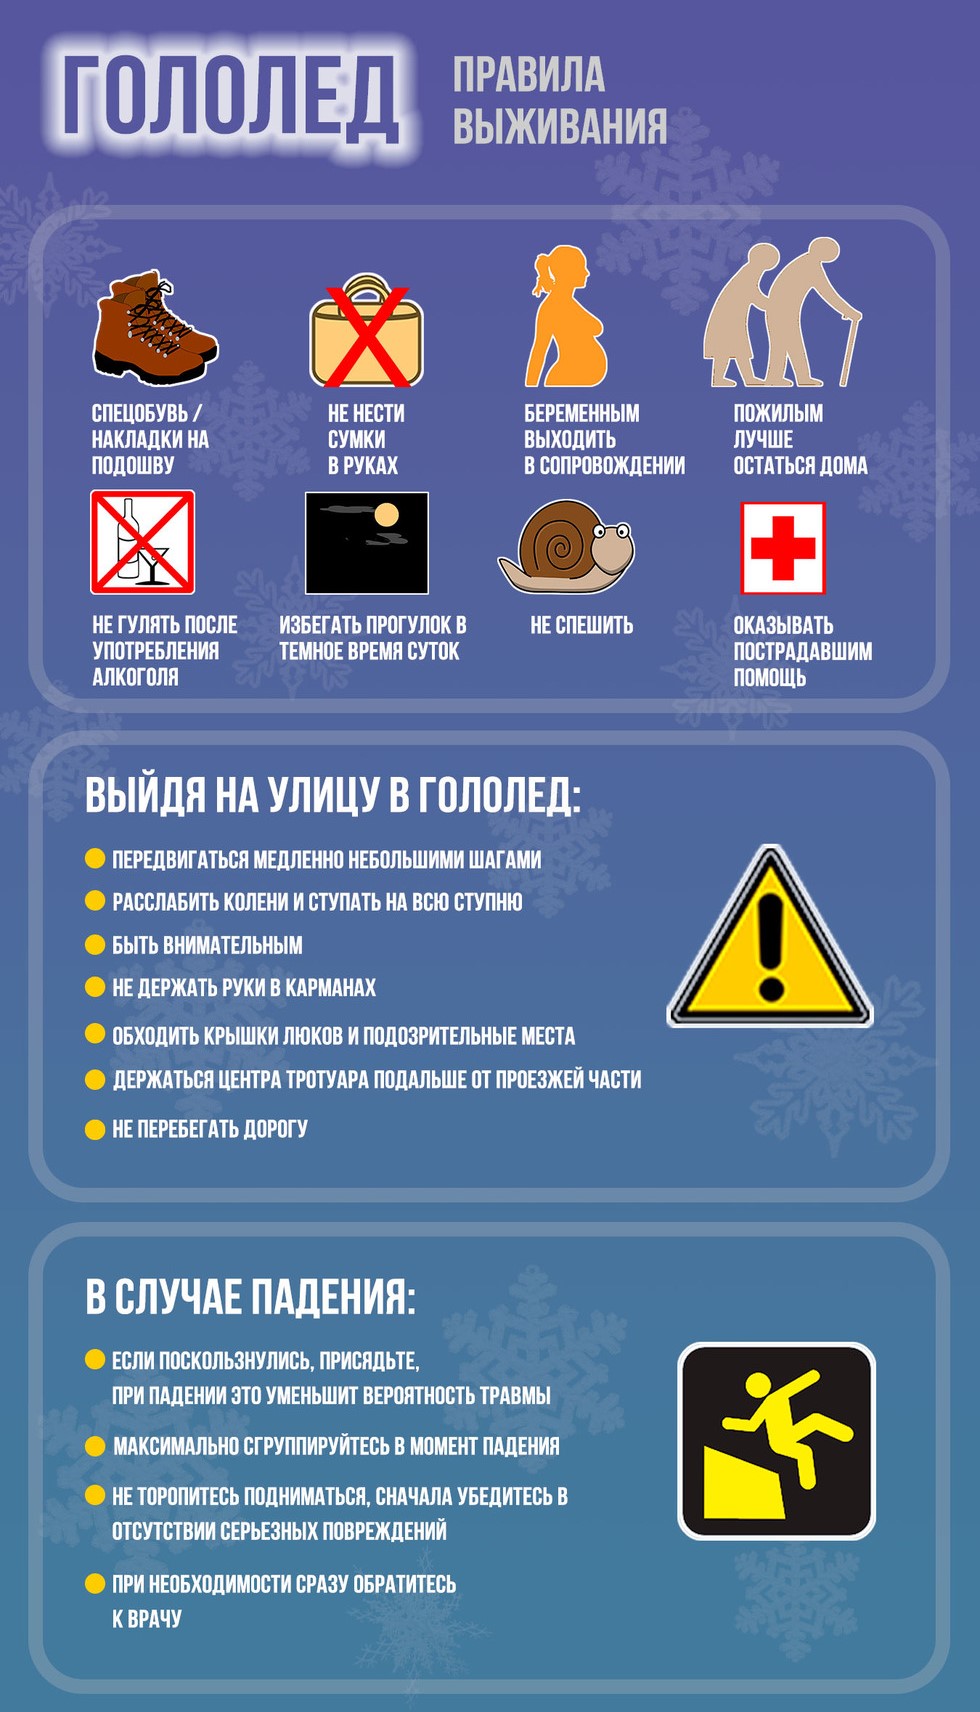 ГОЛОЛЕД
ПРАВИЛА
ВЫЖИВАНИЯ
СПЕЦОБУВЬ /
НАКЛАДКИ НА
ПОДОШВУ
НЕ НЕСТИ
СУМКИ
В РУКАХ
БЕРЕМЕННЫМ
ВЫХОДИТЬ
В СОПРОВОЖДЕНИИ
ПОЖИЛЫМ
ЛУЧШЕ
ОСТАТЬСЯ ДОМА
НЕ ГУЛЯТЬ ПОСЛЕ
УПОТРЕБЛЕНИЯ
АЛКОГОЛЯ
ИЗБЕГАТЬ ПРОГУЛОК В
ТЕМНОЕ ВРЕМЯ СУТОК
НЕ СПЕШИТЬ
ОКАЗЫВАТЬ
ПОСТРАДАВШИМ
ПОМОЩЬ
ВЫЙДЯ НА УЛИЦУ В ГОЛОЛЕД:
ПЕРЕДВИГАТЬСЯ МЕДЛЕННО НЕБОЛЬШИМИ ШАГАМИ
РАССЛАБИТЬ КОЛЕНИ И СТУПАТЬ НА ВСЮ СТУПНЮ
БЫТЬ ВНИМАТЕЛЬНЫМ
НЕ ДЕРЖАТЬ РУКИ В КАРМАНАХ
ОБХОДИТЬ КРЫШКИ ЛЮКОВ И ПОДОЗРИТЕЛЬНЫЕ МЕСТА
ДЕРЖАТЬСЯ ЦЕНТРА ТРОТУАРА ПОДАЛЬШЕ ОТ ПРОЕЗЖЕЙ ЧАСТИ
НЕ ПЕРЕБЕГАТЬ ДОРОГУ
В СЛУЧАЕ ПАДЕНИЯ:
ЕСЛИ ПОСКОЛЬЗНУЛИСЬ, ПРИСЯДЬТЕ,
ПРИ ПАДЕНИИ ЭТО УМЕНЬШИТ ВЕРОЯТНОСТЬ ТРАВМЫ
МАКСИМАЛЬНО СГРУППИРУЙТЕСЬ В МОМЕНТ ПАДЕНИЯ
НЕ ТОРОПИТЕСЬ ПОДНИМАТЬСЯ, СНАЧАЛА УБЕДИТЕСЬ В
ОТСУТСТВИИ СЕРЬЕЗНЫХ ПОВРЕЖДЕНИЙ
ПРИ НЕОБХОДИМОСТИ СРАЗУ ОБРАТИТЕСЬ
К ВРАЧУ